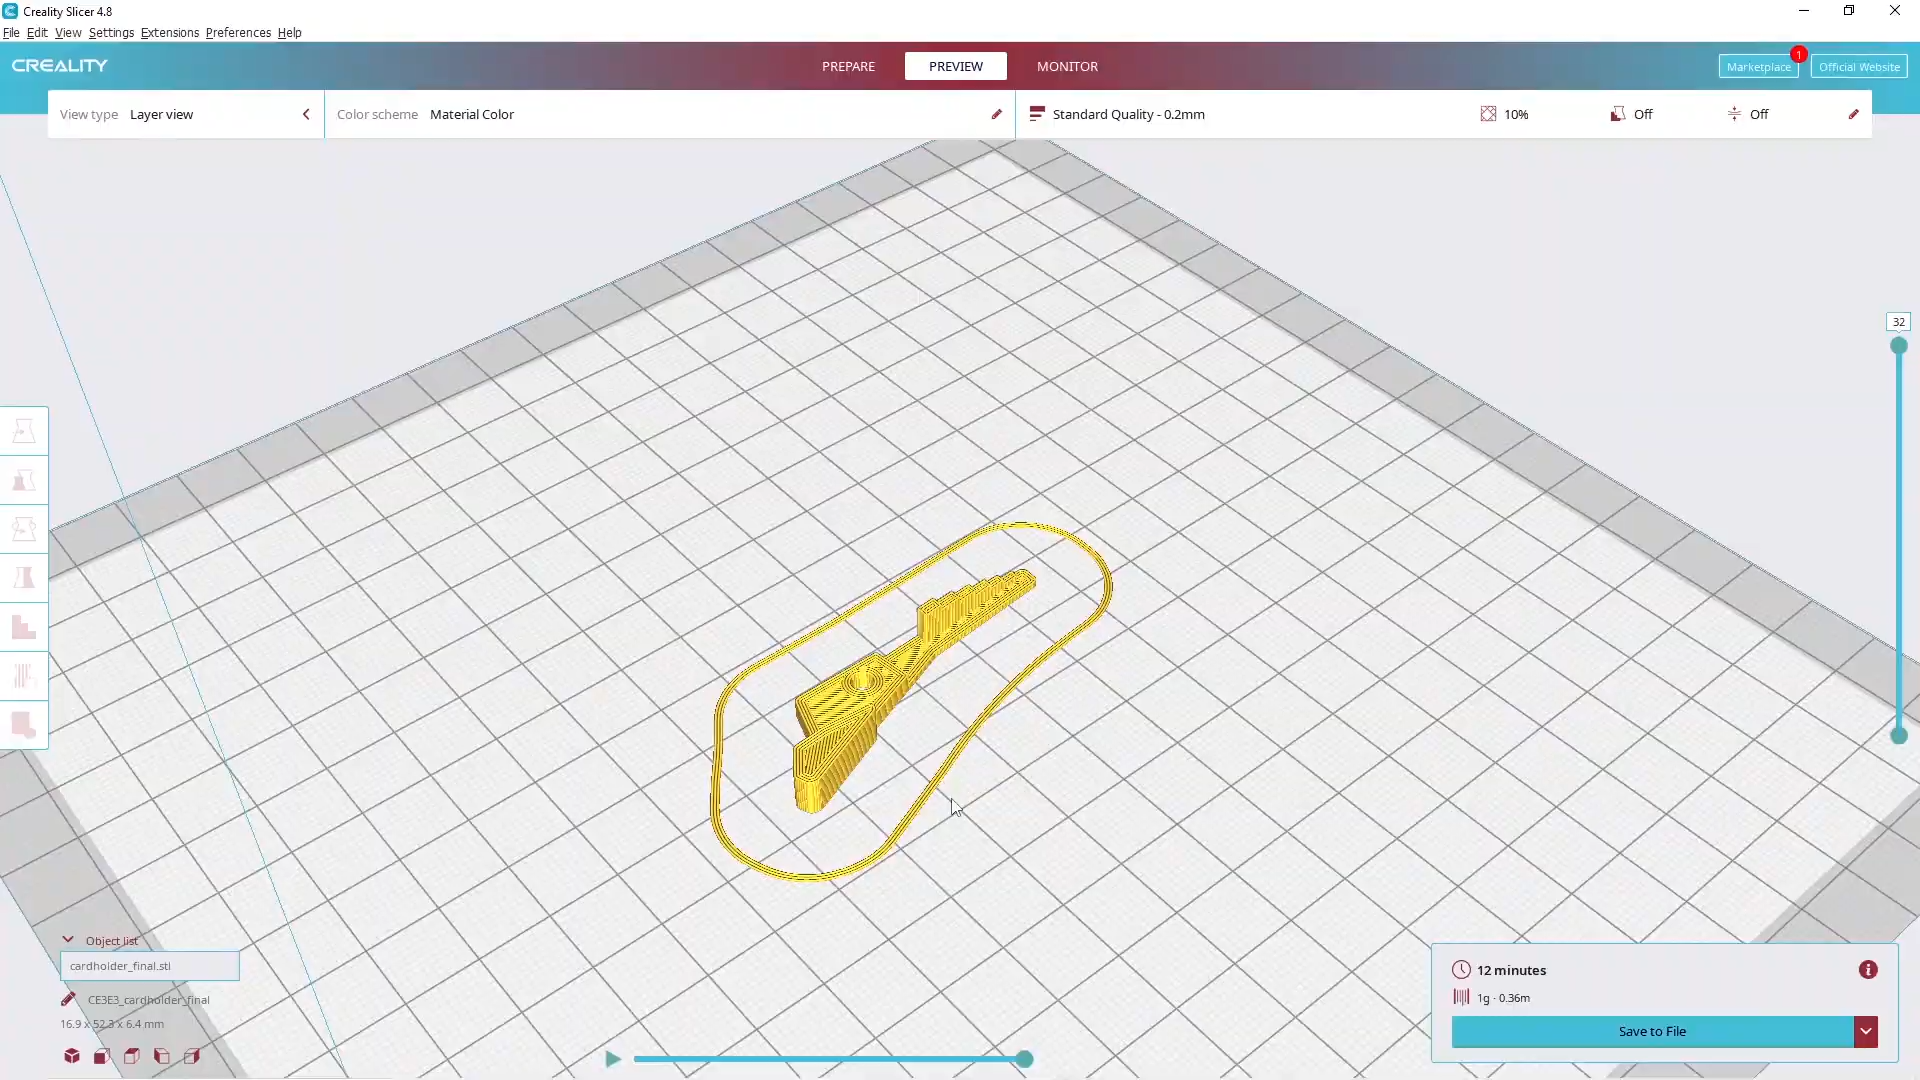 Creality Slicer 4.8
File Edit View Settings Extensions Preferences Help
CREALITY
PREPARE PREVIEW MONITOR
Marketplace 1 Official Website
View type Layer view Color scheme Material Color Standard Quality - 0.2mm 10% Off Off
32
Object list
cardholder_final.stl
CE3E3_cardholder_final
16.9 x 52.3 x 6.4 mm
12 minutes
1g · 0.36m
Save to File